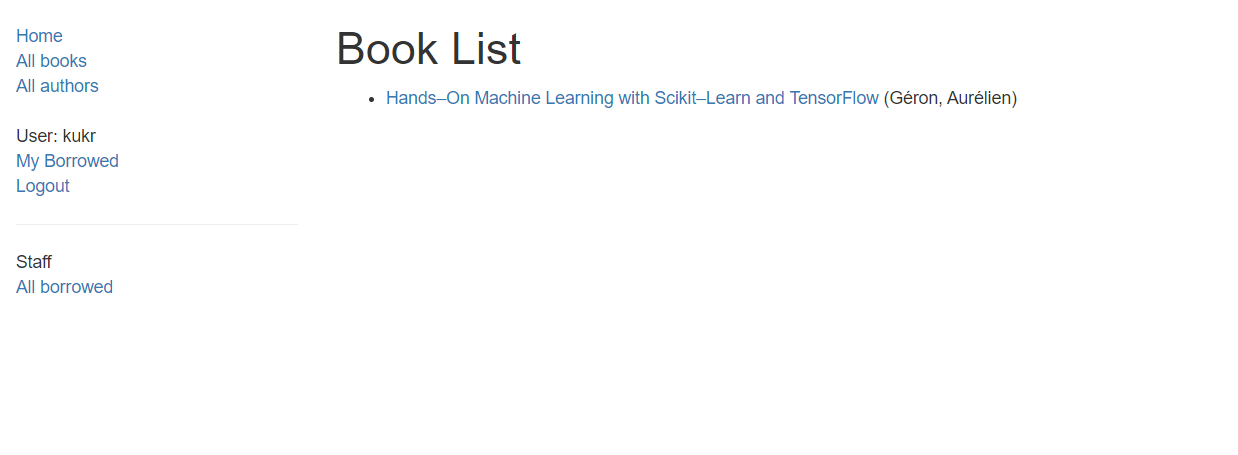 Home
All books
All authors
User: kukr
My Borrowed
Logout
Staff
All borrowed
Book List
Hands–On Machine Learning with Scikit–Learn and TensorFlow (Géron, Aurélien)